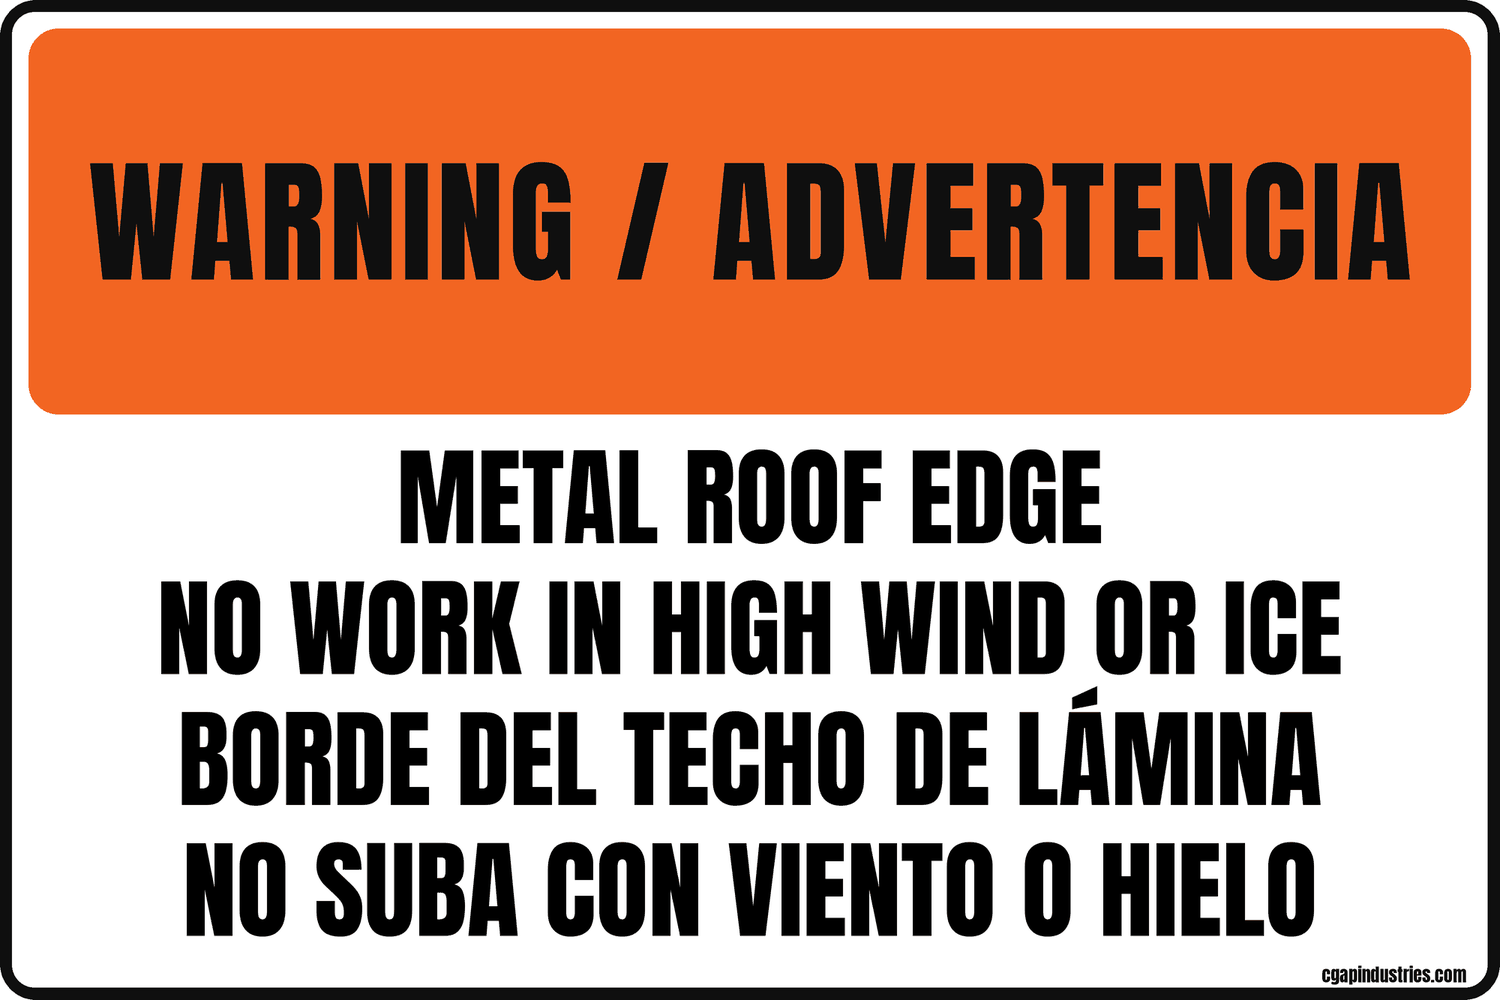 WARNING / ADVERTENCIA
METAL ROOF EDGE
NO WORK IN HIGH WIND OR ICE
BORDE DEL TECHO DE LÁMINA
NO SUBA CON VIENTO O HIELO
cgapindustries.com